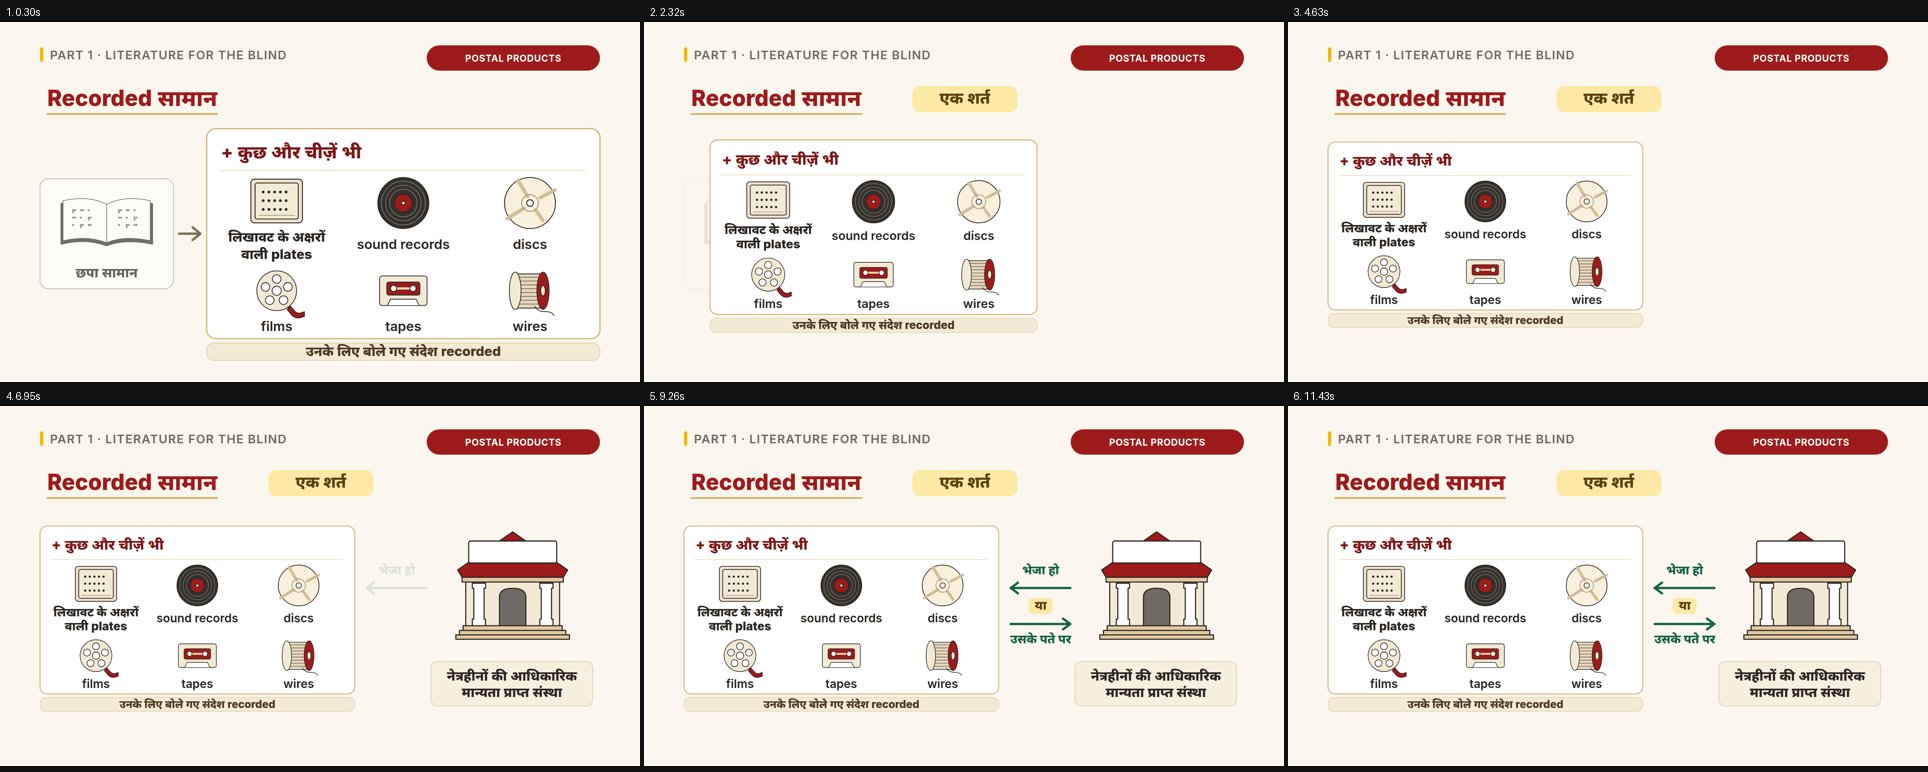 1. 0.30s
PART 1 · LITERATURE FOR THE BLIND
POSTAL PRODUCTS
Recorded सामान
छपा सामान
+ कुछ और चीज़ें भी
लिखावट के अक्षरों
वाली plates
sound records
discs
films
tapes
wires
उनके लिए बोले गए संदेश recorded
2. 2.32s
PART 1 · LITERATURE FOR THE BLIND
POSTAL PRODUCTS
Recorded सामान
एक शर्त
+ कुछ और चीज़ें भी
लिखावट के अक्षरों
वाली plates
sound records
discs
films
tapes
wires
उनके लिए बोले गए संदेश recorded
3. 4.63s
PART 1 · LITERATURE FOR THE BLIND
POSTAL PRODUCTS
Recorded सामान
एक शर्त
+ कुछ और चीज़ें भी
लिखावट के अक्षरों
वाली plates
sound records
discs
films
tapes
wires
उनके लिए बोले गए संदेश recorded
4. 6.95s
PART 1 · LITERATURE FOR THE BLIND
POSTAL PRODUCTS
Recorded सामान
एक शर्त
+ कुछ और चीज़ें भी
लिखावट के अक्षरों
वाली plates
sound records
discs
films
tapes
wires
उनके लिए बोले गए संदेश recorded
भेजा हो
नेत्रहीनों की आधिकारिक
मान्यता प्राप्त संस्था
5. 9.26s
PART 1 · LITERATURE FOR THE BLIND
POSTAL PRODUCTS
Recorded सामान
एक शर्त
+ कुछ और चीज़ें भी
लिखावट के अक्षरों
वाली plates
sound records
discs
films
tapes
wires
उनके लिए बोले गए संदेश recorded
भेजा हो
या
उसके पते पर
नेत्रहीनों की आधिकारिक
मान्यता प्राप्त संस्था
6. 11.43s
PART 1 · LITERATURE FOR THE BLIND
POSTAL PRODUCTS
Recorded सामान
एक शर्त
+ कुछ और चीज़ें भी
लिखावट के अक्षरों
वाली plates
sound records
discs
films
tapes
wires
उनके लिए बोले गए संदेश recorded
भेजा हो
या
उसके पते पर
नेत्रहीनों की आधिकारिक
मान्यता प्राप्त संस्था